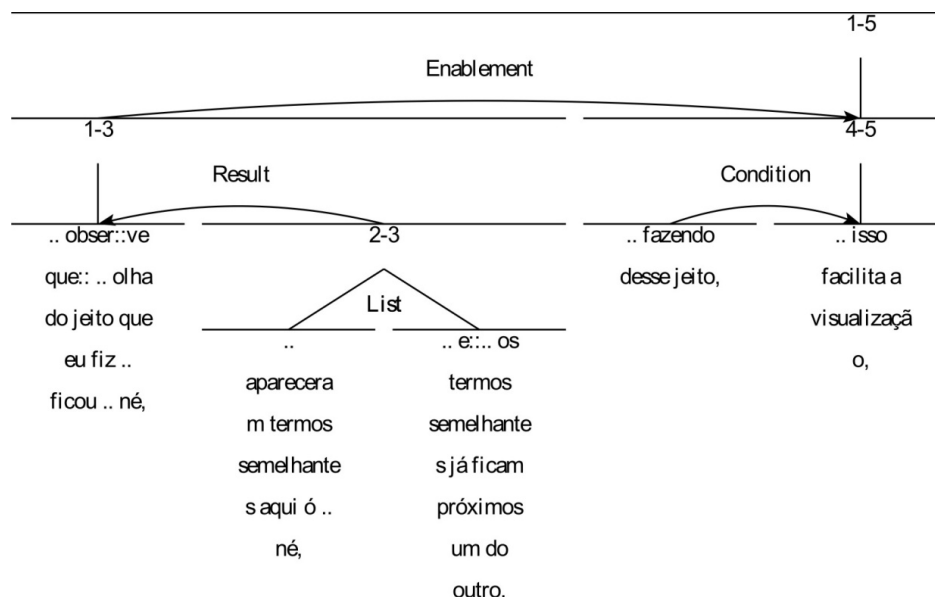 1-5
Enablement
1-3
4-5
Result
Condition
.. obser::ve
que:: .. olha
do jeito que
eu fiz ..
ficou .. né,
2-3
List
..
aparecera
m termos
semelhante
s aqui ó ..
né,
.. e::.. os
termos
semelhante
s já ficam
próximos
um do
outro.
.. fazendo
desse jeito,
.. isso
facilita a
visualizaçã
o,